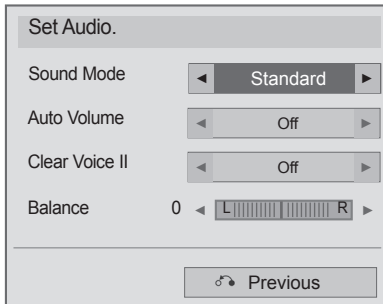 Set Audio.
Sound Mode ◄ Standard ►
Auto Volume ◄ Off ►
Clear Voice II ◄ Off ►
Balance 0 ◄ L R ►
Previous